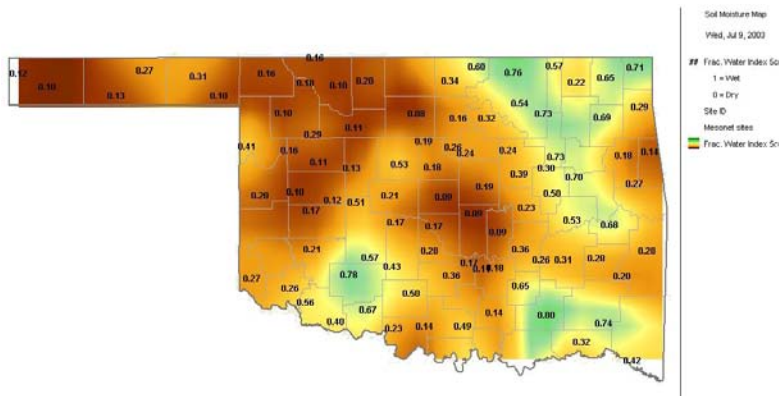 Soil Moisture Map
Wed, Jul 9, 2003
## Frac. Water Index Sc
1 = Wet
0 = Dry
Site ID
Mesonet sites
Frac. Water Index Sc
0.16
0.12 0.10 0.13 0.27 0.31 0.10
0.16 0.18 0.10 0.20 0.34 0.60 0.76 0.57 0.22 0.65 0.71
0.10 0.11 0.08 0.16 0.32 0.54 0.73 0.69 0.29
0.41 0.16 0.29 0.11 0.13 0.53 0.19 0.18 0.26 0.24 0.24 0.39 0.73 0.30 0.70 0.18 0.14 0.27
0.20 0.10 0.17 0.12 0.51 0.21 0.17 0.09 0.17 0.19 0.09 0.09 0.23 0.50 0.53 0.68
0.21 0.57 0.43 0.28 0.36 0.17 0.18 0.36 0.26 0.31 0.28 0.20 0.28
0.27 0.26 0.56 0.78 0.67 0.40 0.50 0.23 0.14 0.49 0.14 0.65 0.80 0.74 0.32 0.42